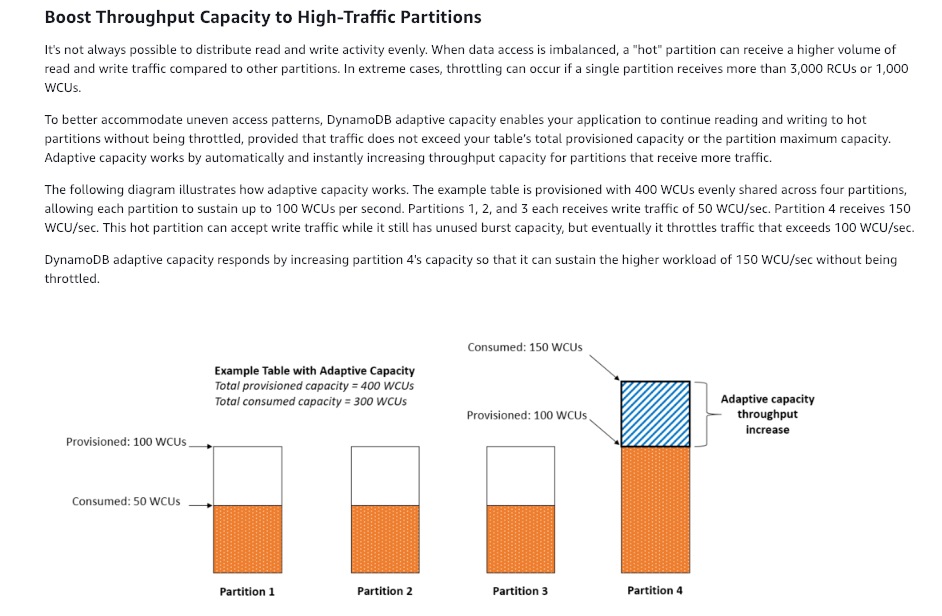 Boost Throughput Capacity to High-Traffic Partitions
It's not always possible to distribute read and write activity evenly. When data access is imbalanced, a "hot" partition can receive a higher volume of
read and write traffic compared to other partitions. In extreme cases, throttling can occur if a single partition receives more than 3,000 RCUs or 1,000
WCUs.
To better accommodate uneven access patterns, DynamoDB adaptive capacity enables your application to continue reading and writing to hot
partitions without being throttled, provided that traffic does not exceed your table's total provisioned capacity or the partition maximum capacity.
Adaptive capacity works by automatically and instantly increasing throughput capacity for partitions that receive more traffic.
The following diagram illustrates how adaptive capacity works. The example table is provisioned with 400 WCUs evenly shared across four partitions,
allowing each partition to sustain up to 100 WCUs per second. Partitions 1, 2, and 3 each receives write traffic of 50 WCU/sec. Partition 4 receives 150
WCU/sec. This hot partition can accept write traffic while it still has unused burst capacity, but eventually it throttles traffic that exceeds 100 WCU/sec.
DynamoDB adaptive capacity responds by increasing partition 4's capacity so that it can sustain the higher workload of 150 WCU/sec without being
throttled.
Consumed: 150 WCUs
Example Table with Adaptive Capacity
Total provisioned capacity = 400 WCUs
Total consumed capacity = 300 WCUs
Provisioned: 100 WCUs
Adaptive capacity
throughput
increase
Provisioned: 100 WCUs
Consumed: 50 WCUs
Partition 1
Partition 2
Partition 3
Partition 4